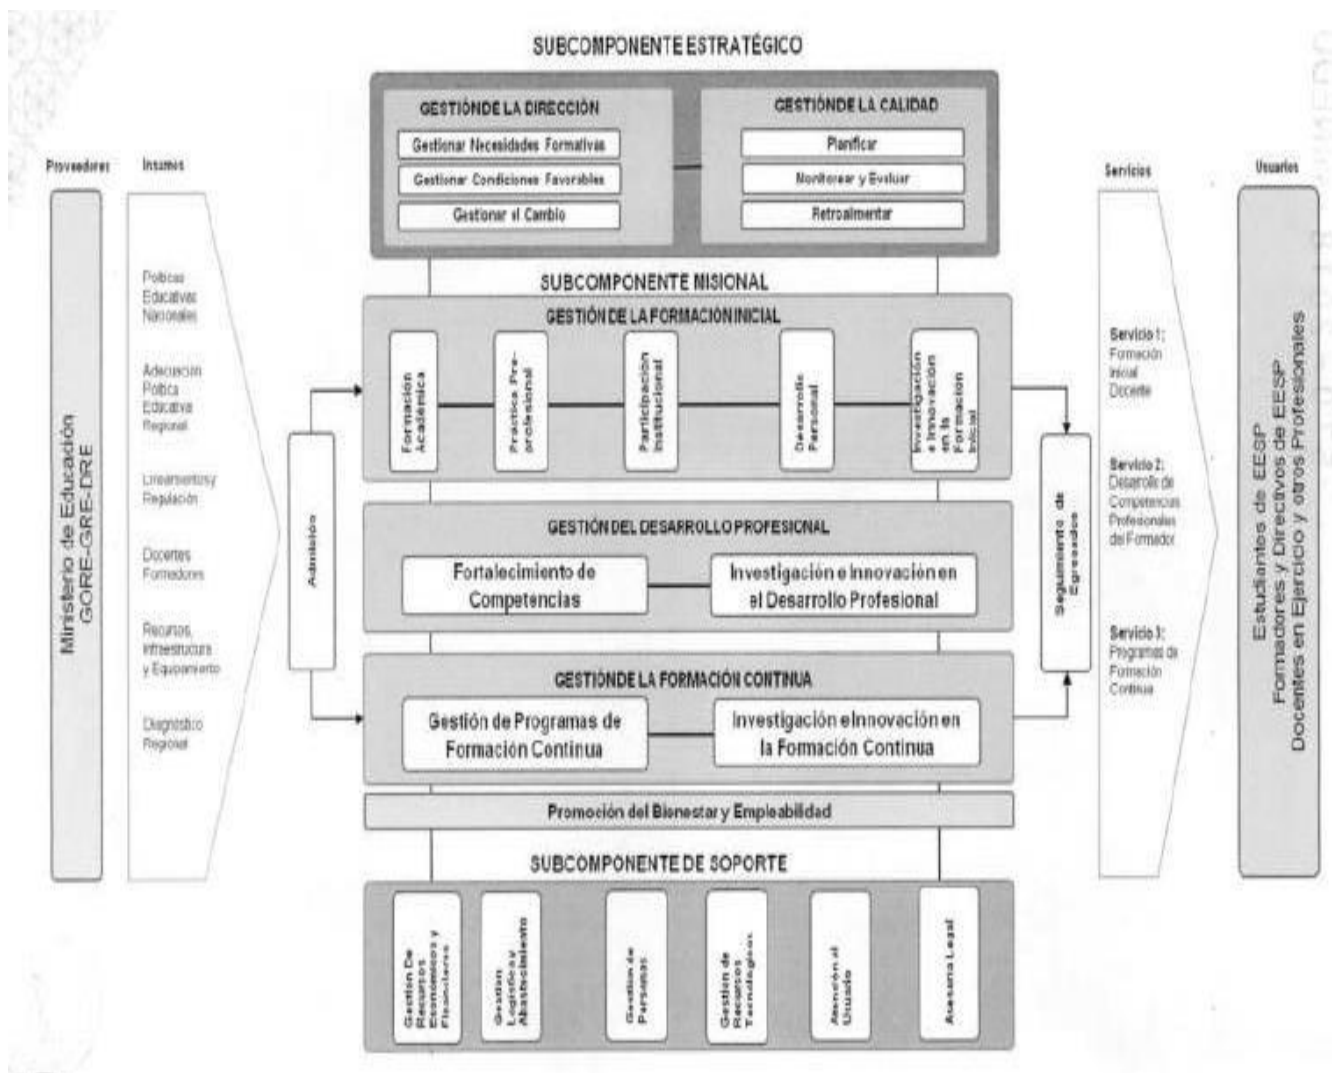 SUBCOMPONENTE ESTRATÉGICO
GESTIÓNDE LA DIRECCIÓN
Gestionar Necesidades Formativas
Gestionar Condiciones Favorables
Gestionar el Cambio
GESTIÓNDE LA CALIDAD
Planificar
Monitorear y Evaluar
Retroalimentar
Proveedores
Ministerio de Educación
GORE-GRE-DRE
Insumos
Políticas
Educativas
Nacionales
Adecuación
Política
Educativa
Regional
Lineamientos y
Regulación
Docentes
Formadores
Recursos,
Infraestructura
y Equipamiento
Diagnóstico
Regional
Admisión
SUBCOMPONENTE MISIONAL
GESTIÓN DE LA FORMACIÓN INICIAL
Formación
Académica
Práctica Pre-
profesional
Participación
Institucional
Desarrollo
Personal
Investigación
e Innovación
en la
Formación
Inicial
GESTIÓN DEL DESARROLLO PROFESIONAL
Fortalecimiento de
Competencias
Investigación e Innovación en
el Desarrollo Profesional
GESTIÓNDE LA FORMACIÓN CONTINUA
Gestión de Programas de
Formación Continua
Investigación e Innovación en
la Formación Continua
Promoción del Bienestar y Empleabilidad
SUBCOMPONENTE DE SOPORTE
Gestión De
Recursos
Económicos y
Financieros
Gestión
Logística y
Abastecimiento
Gestión de
Personas
Gestión de
Recursos
Tecnológicos
Atención al
Usuario
Asesoría Legal
Seguimiento de
Egresados
Servicios
Servicio 1:
Formación
Inicial
Docente
Servicio 2:
Desarrollo de
Competencias
Profesionales
del Formador
Servicio 3:
Programas de
Formación
Continua
Usuarios
Estudiantes de EESP
Formadores y Directivos de EESP
Docentes en Ejercicio y otros Profesionales